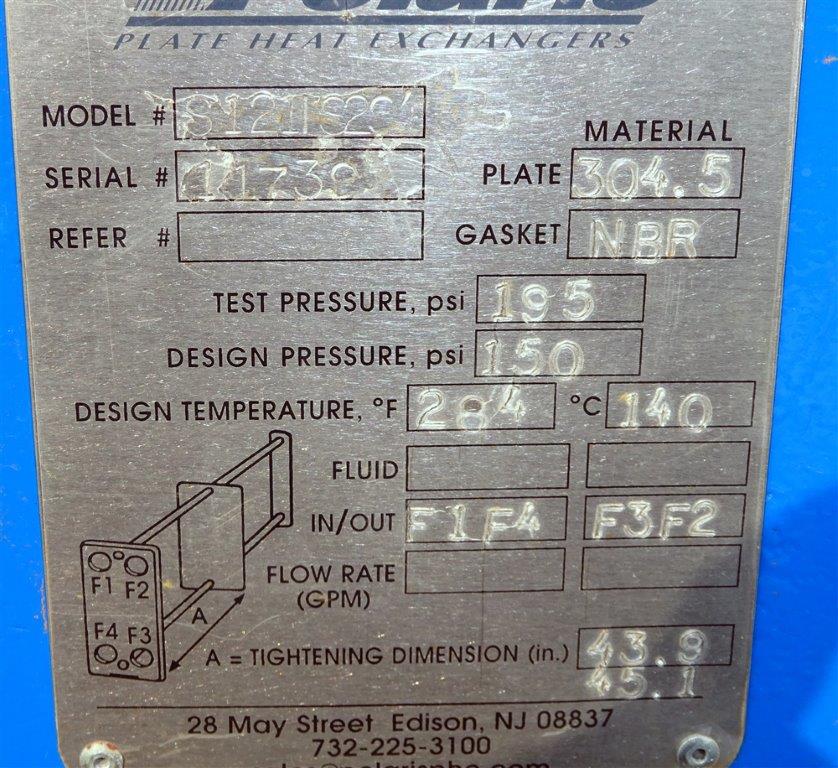 Polaris
PLATE HEAT EXCHANGERS
MODEL #
MATERIAL
SERIAL # PLATE 304.5
REFER # GASKET NBR
TEST PRESSURE, psi 195
DESIGN PRESSURE, psi 150
DESIGN TEMPERATURE, °F 284 °C 140
FLUID
IN/OUT F1F4 F3F2
F1 F2
FLOW RATE
(GPM)
A
F4 F3
A = TIGHTENING DIMENSION (in.) 43.9
45.1
28 May Street Edison, NJ 08837
732-225-3100